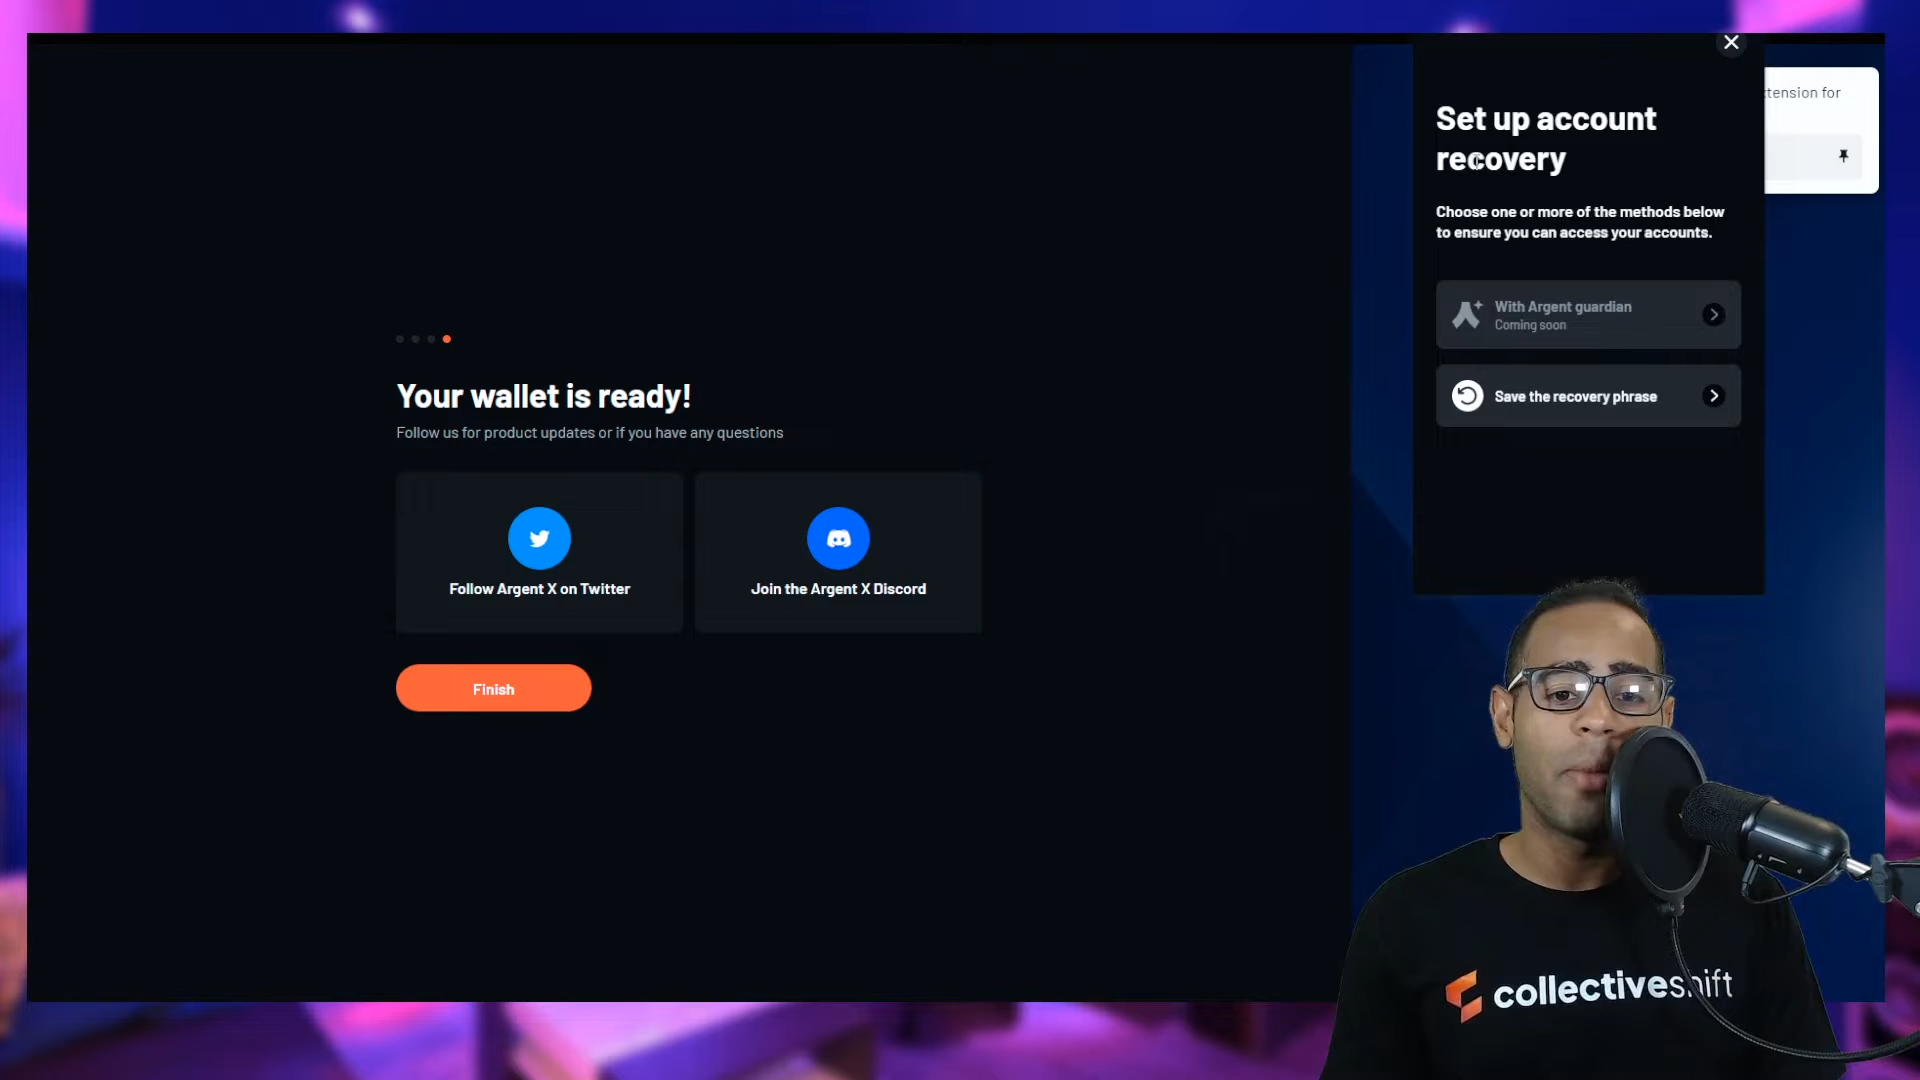 Your wallet is ready!
Follow us for product updates or if you have any questions
Follow Argent X on Twitter
Join the Argent X Discord
Finish
Set up account
recovery
Choose one or more of the methods below
to ensure you can access your accounts.
With Argent guardian
Coming soon
Save the recovery phrase
tension for
collectiveshift